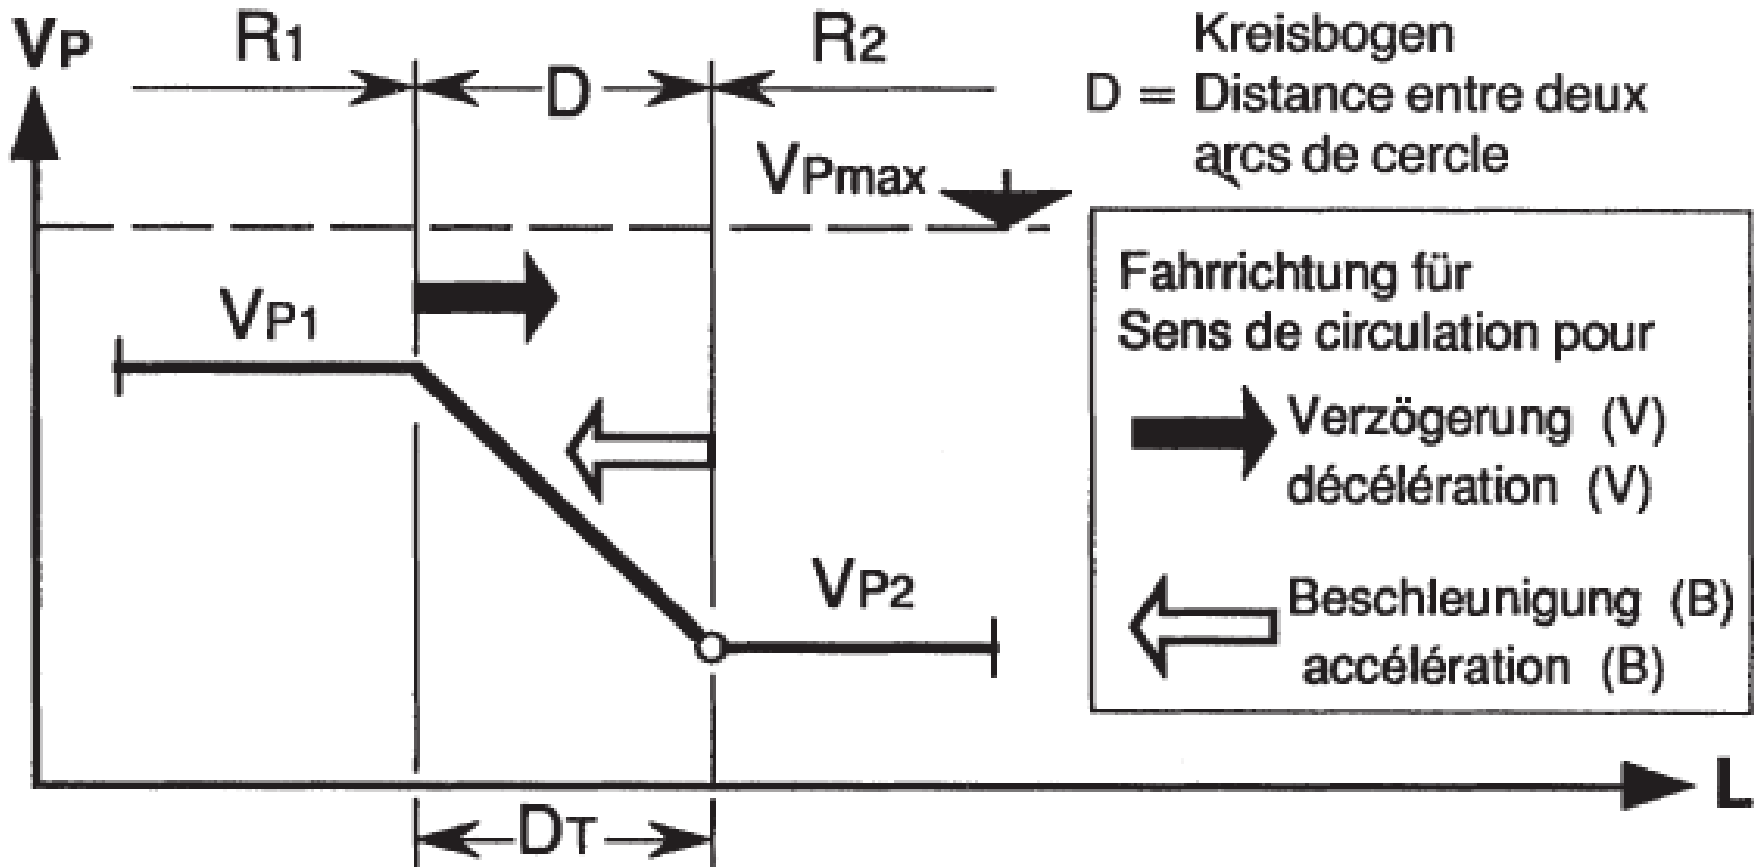 VP
R1
D
R2
VPmax
VP1
VP2
DT
L
Kreisbogen
D = Distance entre deux
arcs de cercle
Fahrrichtung für
Sens de circulation pour
Verzögerung (V)
décélération (V)
Beschleunigung (B)
accélération (B)